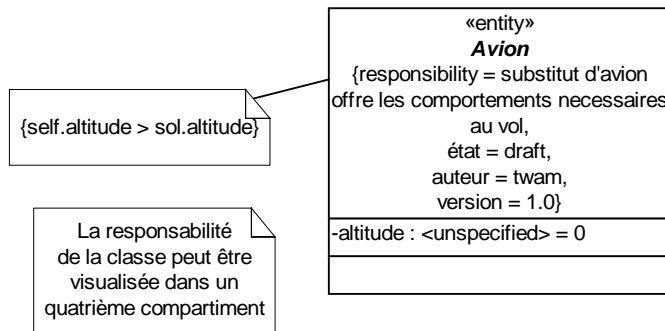 «entity»
Avion
{responsibility = substitut d'avion
offre les comportements necessaires
au vol,
état = draft,
auteur = twam,
version = 1.0}
-altitude : <unspecified> = 0
{self.altitude > sol.altitude}
La responsabilité
de la classe peut être
visualisée dans un
quatrième compartiment